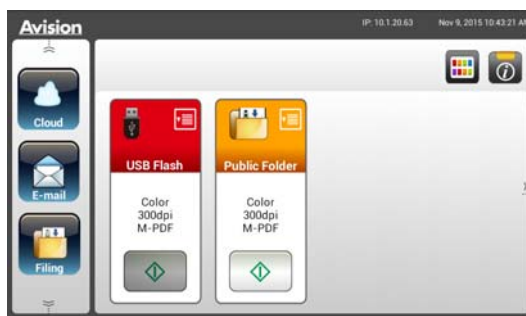 Avision
IP: 10.1.20.63
Nov 9, 2015 10:43:21 AM
Cloud
E-mail
Filing
USB Flash
Color
300dpi
M-PDF
Public Folder
Color
300dpi
M-PDF